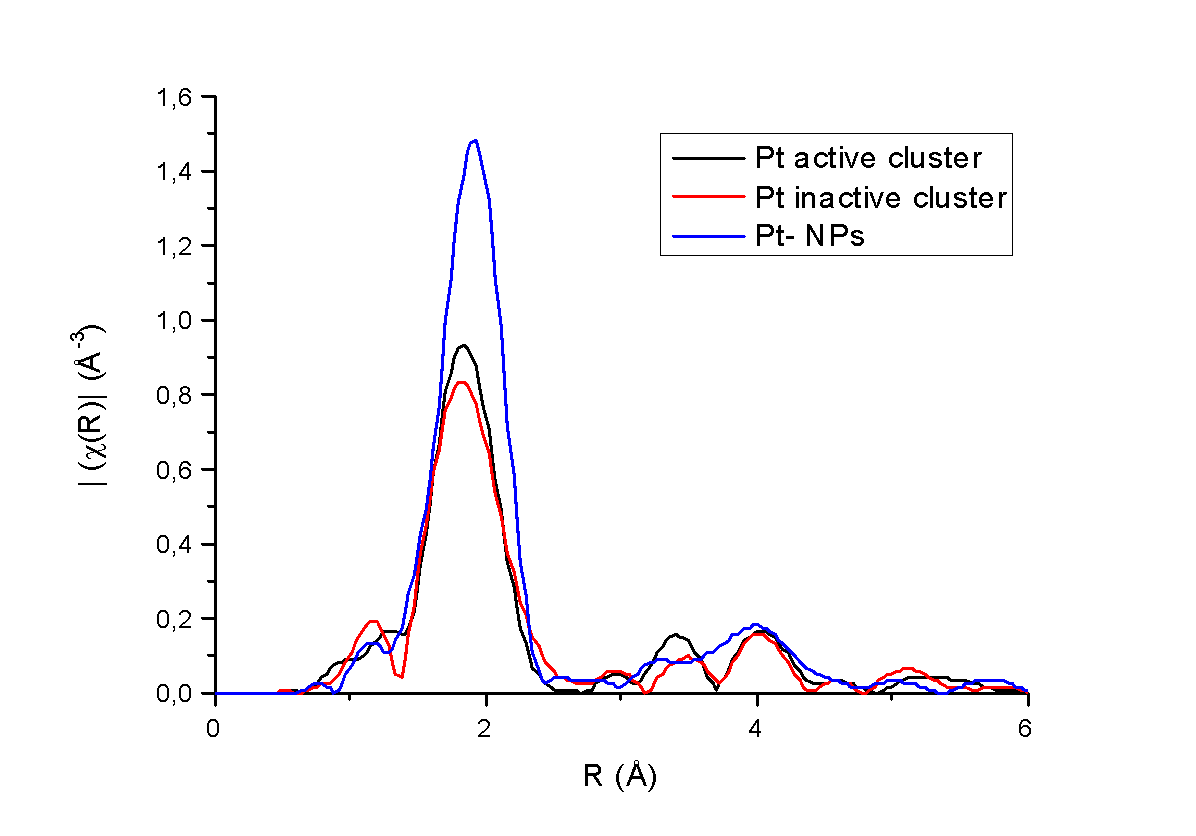 1,6
1,4
1,2
1,0
0,8
0,6
0,4
0,2
0,0
0
2
4
6
R (Å)
|(χ(R)| (Å⁻³)
Pt active cluster
Pt inactive cluster
Pt- NPs